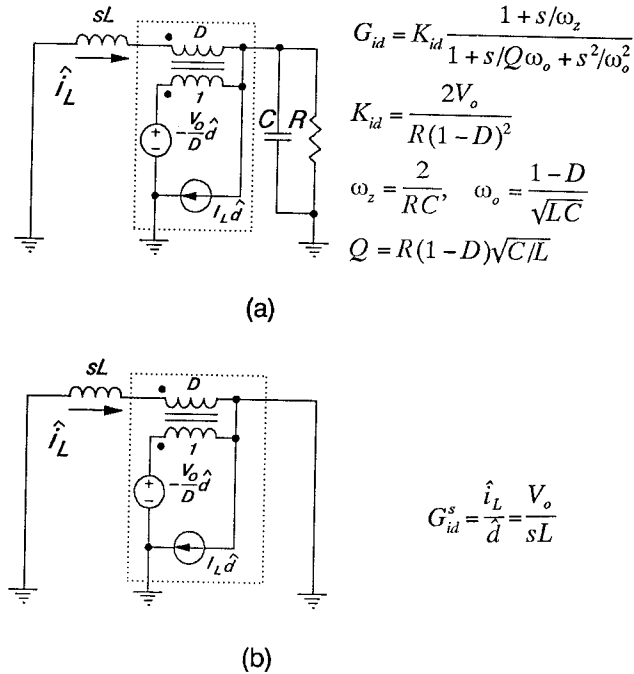 sL
D
î_L
1
-V_o/D d̂
I_L d̂
C R
G_id = K_id (1 + s/ω_z)/(1 + s/Qω_o + s²/ω_o²)
K_id = 2V_o/(R(1 − D)²)
ω_z = 2/(RC), ω_o = (1 − D)/√(LC)
Q = R(1 − D)√(C/L)
(a)
sL
D
î_L
1
-V_o/D d̂
I_L d̂
G^s_id = î_L/d̂ = V_o/(sL)
(b)